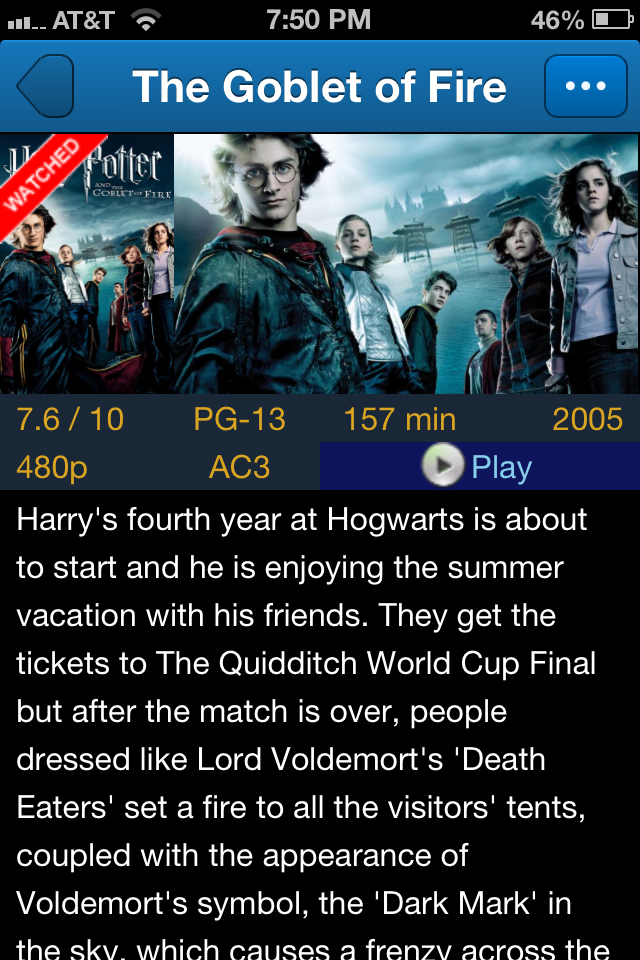 AT&T 7:50 PM 46%
The Goblet of Fire
WATCHED
Harry Potter
AND THE
GOBLET OF FIRE
7.6 / 10 PG-13 157 min 2005
480p AC3 Play
Harry's fourth year at Hogwarts is about
to start and he is enjoying the summer
vacation with his friends. They get the
tickets to The Quidditch World Cup Final
but after the match is over, people
dressed like Lord Voldemort's 'Death
Eaters' set a fire to all the visitors' tents,
coupled with the appearance of
Voldemort's symbol, the 'Dark Mark' in
the sky, which causes a frenzy across the